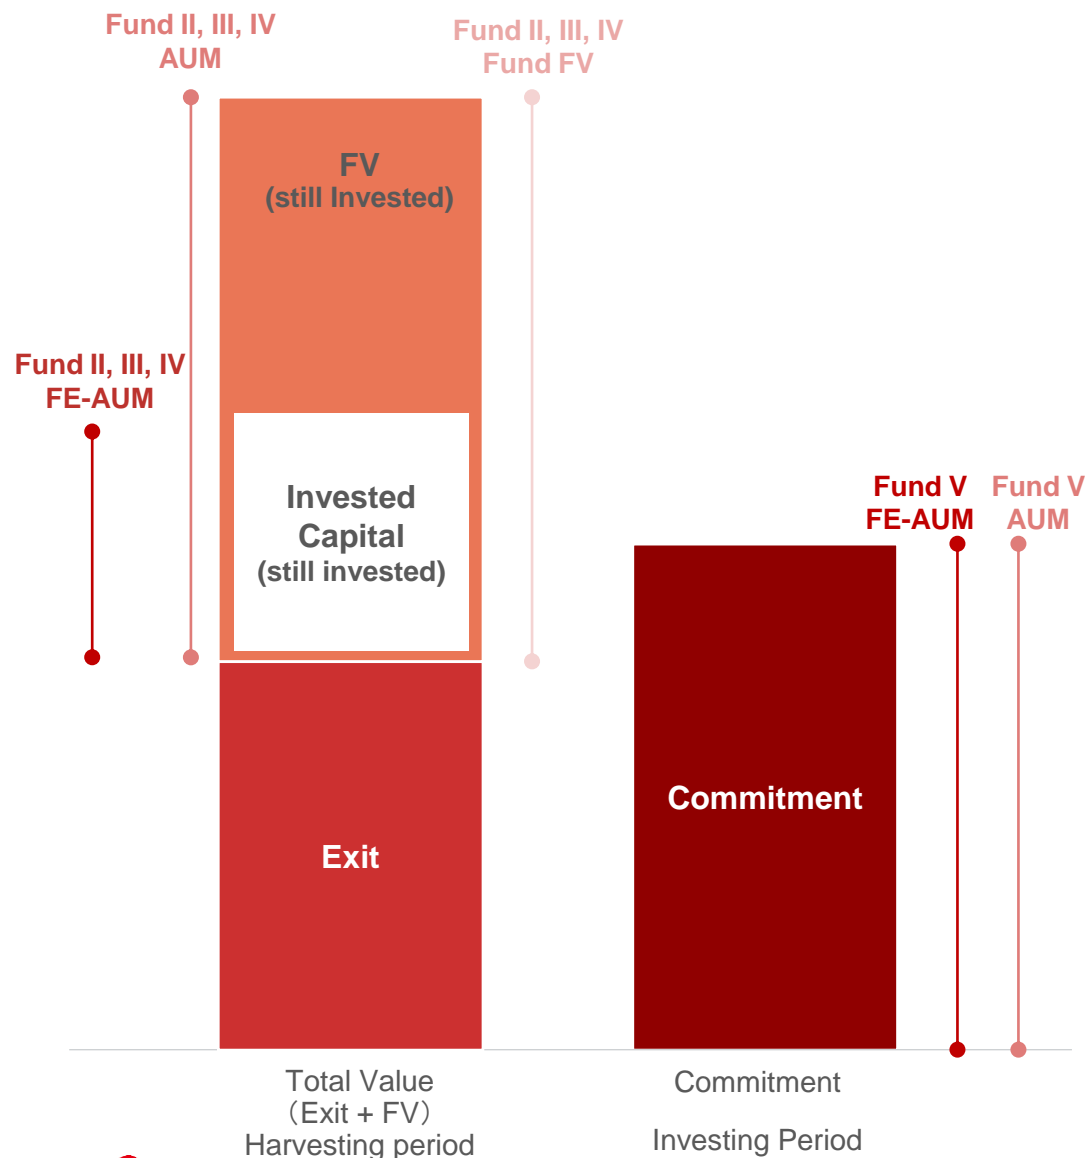 Fund II, III, IV
AUM
Fund II, III, IV
Fund FV
FV
(still Invested)
Fund II, III, IV
FE-AUM
Invested
Capital
(still invested)
Fund V
FE-AUM
Fund V
AUM
Commitment
Exit
Total Value
（Exit + FV）
Harvesting period
Commitment
Investing Period